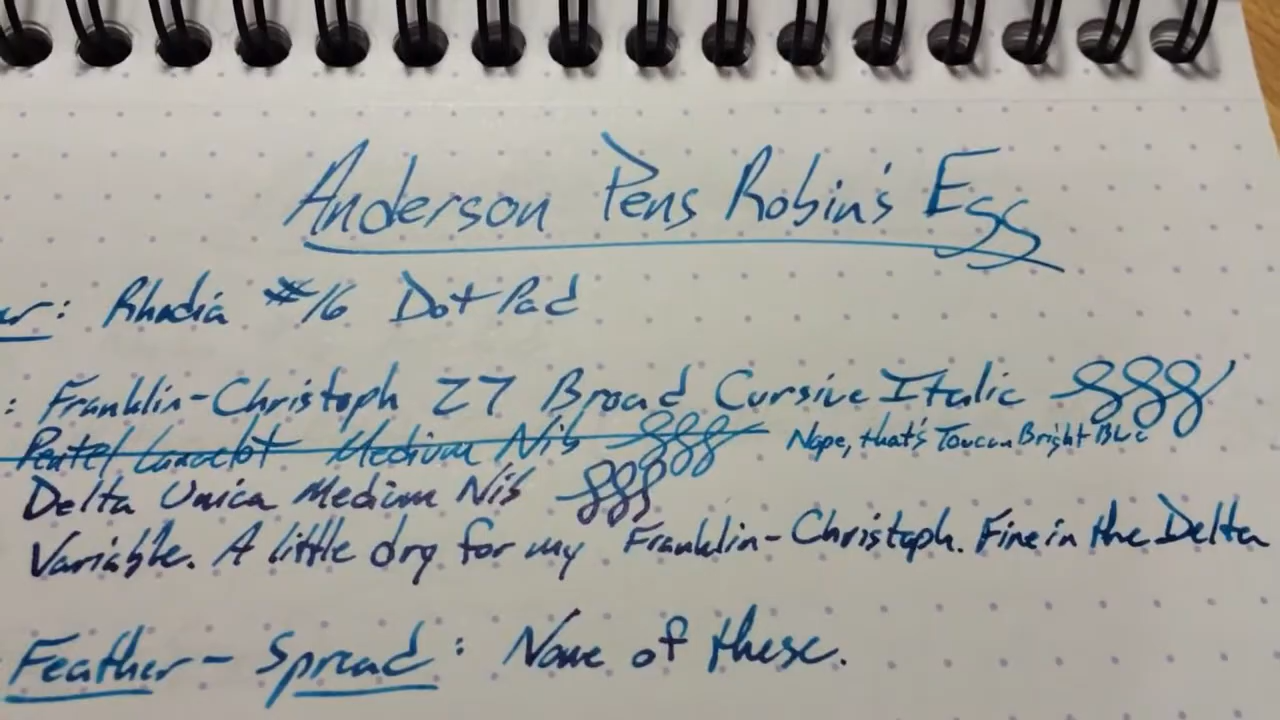 Anderson Pens Robin's Egg
er: Rhodia #16 Dot Pad
: Franklin-Christoph 27 Broad Cursive Italic
Pentel Lancelot Medium Nib Nope, that's Toucan Bright Blue
Delta Unica Medium Nib
Variable. A little dry for my Franklin-Christoph. Fine in the Delta
Feather - Spread: None of these.